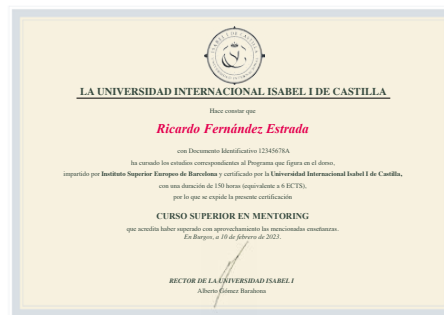 ISABEL I DE CASTILLA
LA UNIVERSIDAD INTERNACIONAL ISABEL I DE CASTILLA
Hace constar que
Ricardo Fernández Estrada
con Documento Identificativo 12345678A
ha cursado los estudios correspondientes al Programa que figura en el dorso,
impartido por Instituto Superior Europeo de Barcelona y certificado por la Universidad Internacional Isabel I de Castilla,
con una duración de 150 horas (equivalente a 6 ECTS),
por lo que se expide la presente certificación
CURSO SUPERIOR EN MENTORING
que acredita haber superado con aprovechamiento las mencionadas enseñanzas.
En Burgos, a 10 de febrero de 2023.
RECTOR DE LA UNIVERSIDAD ISABEL I
Alberto Gómez Barahona